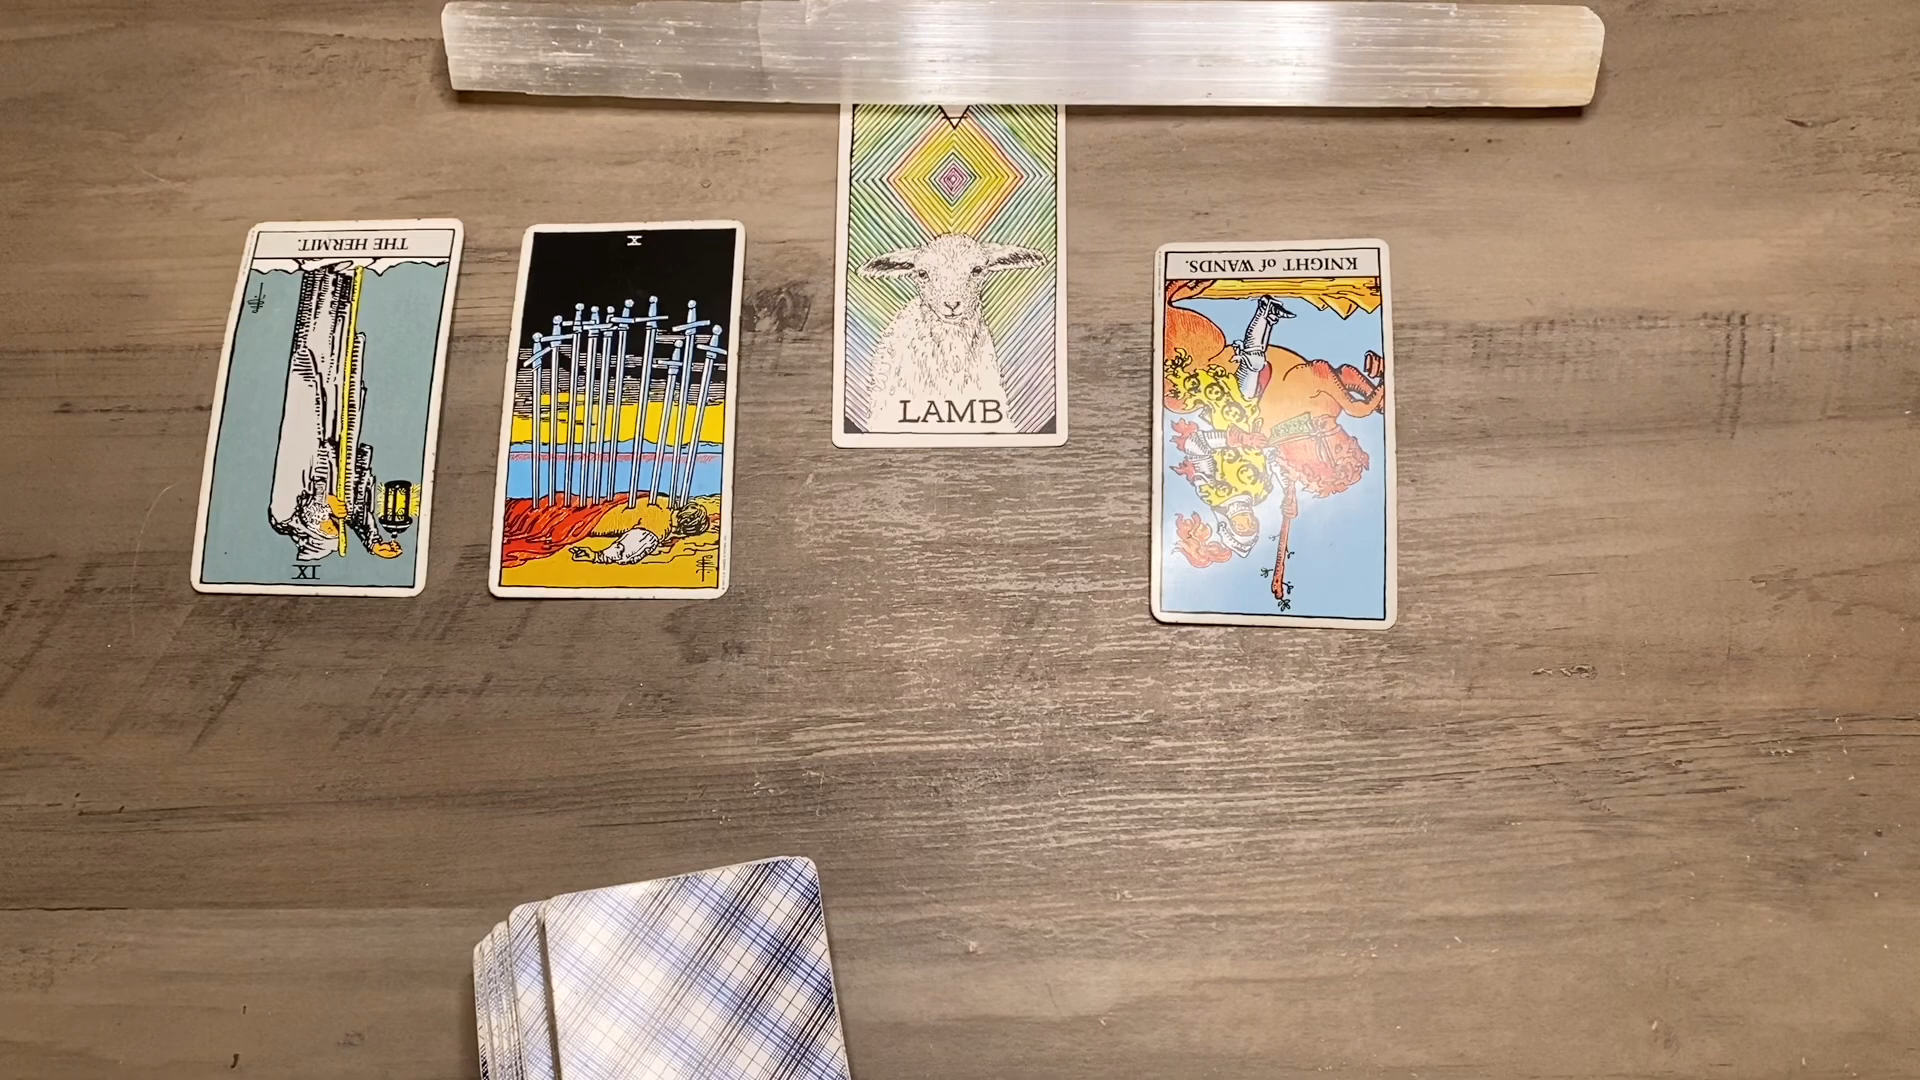 THE HERMIT.
IX
X
LAMB
KNIGHT of WANDS.